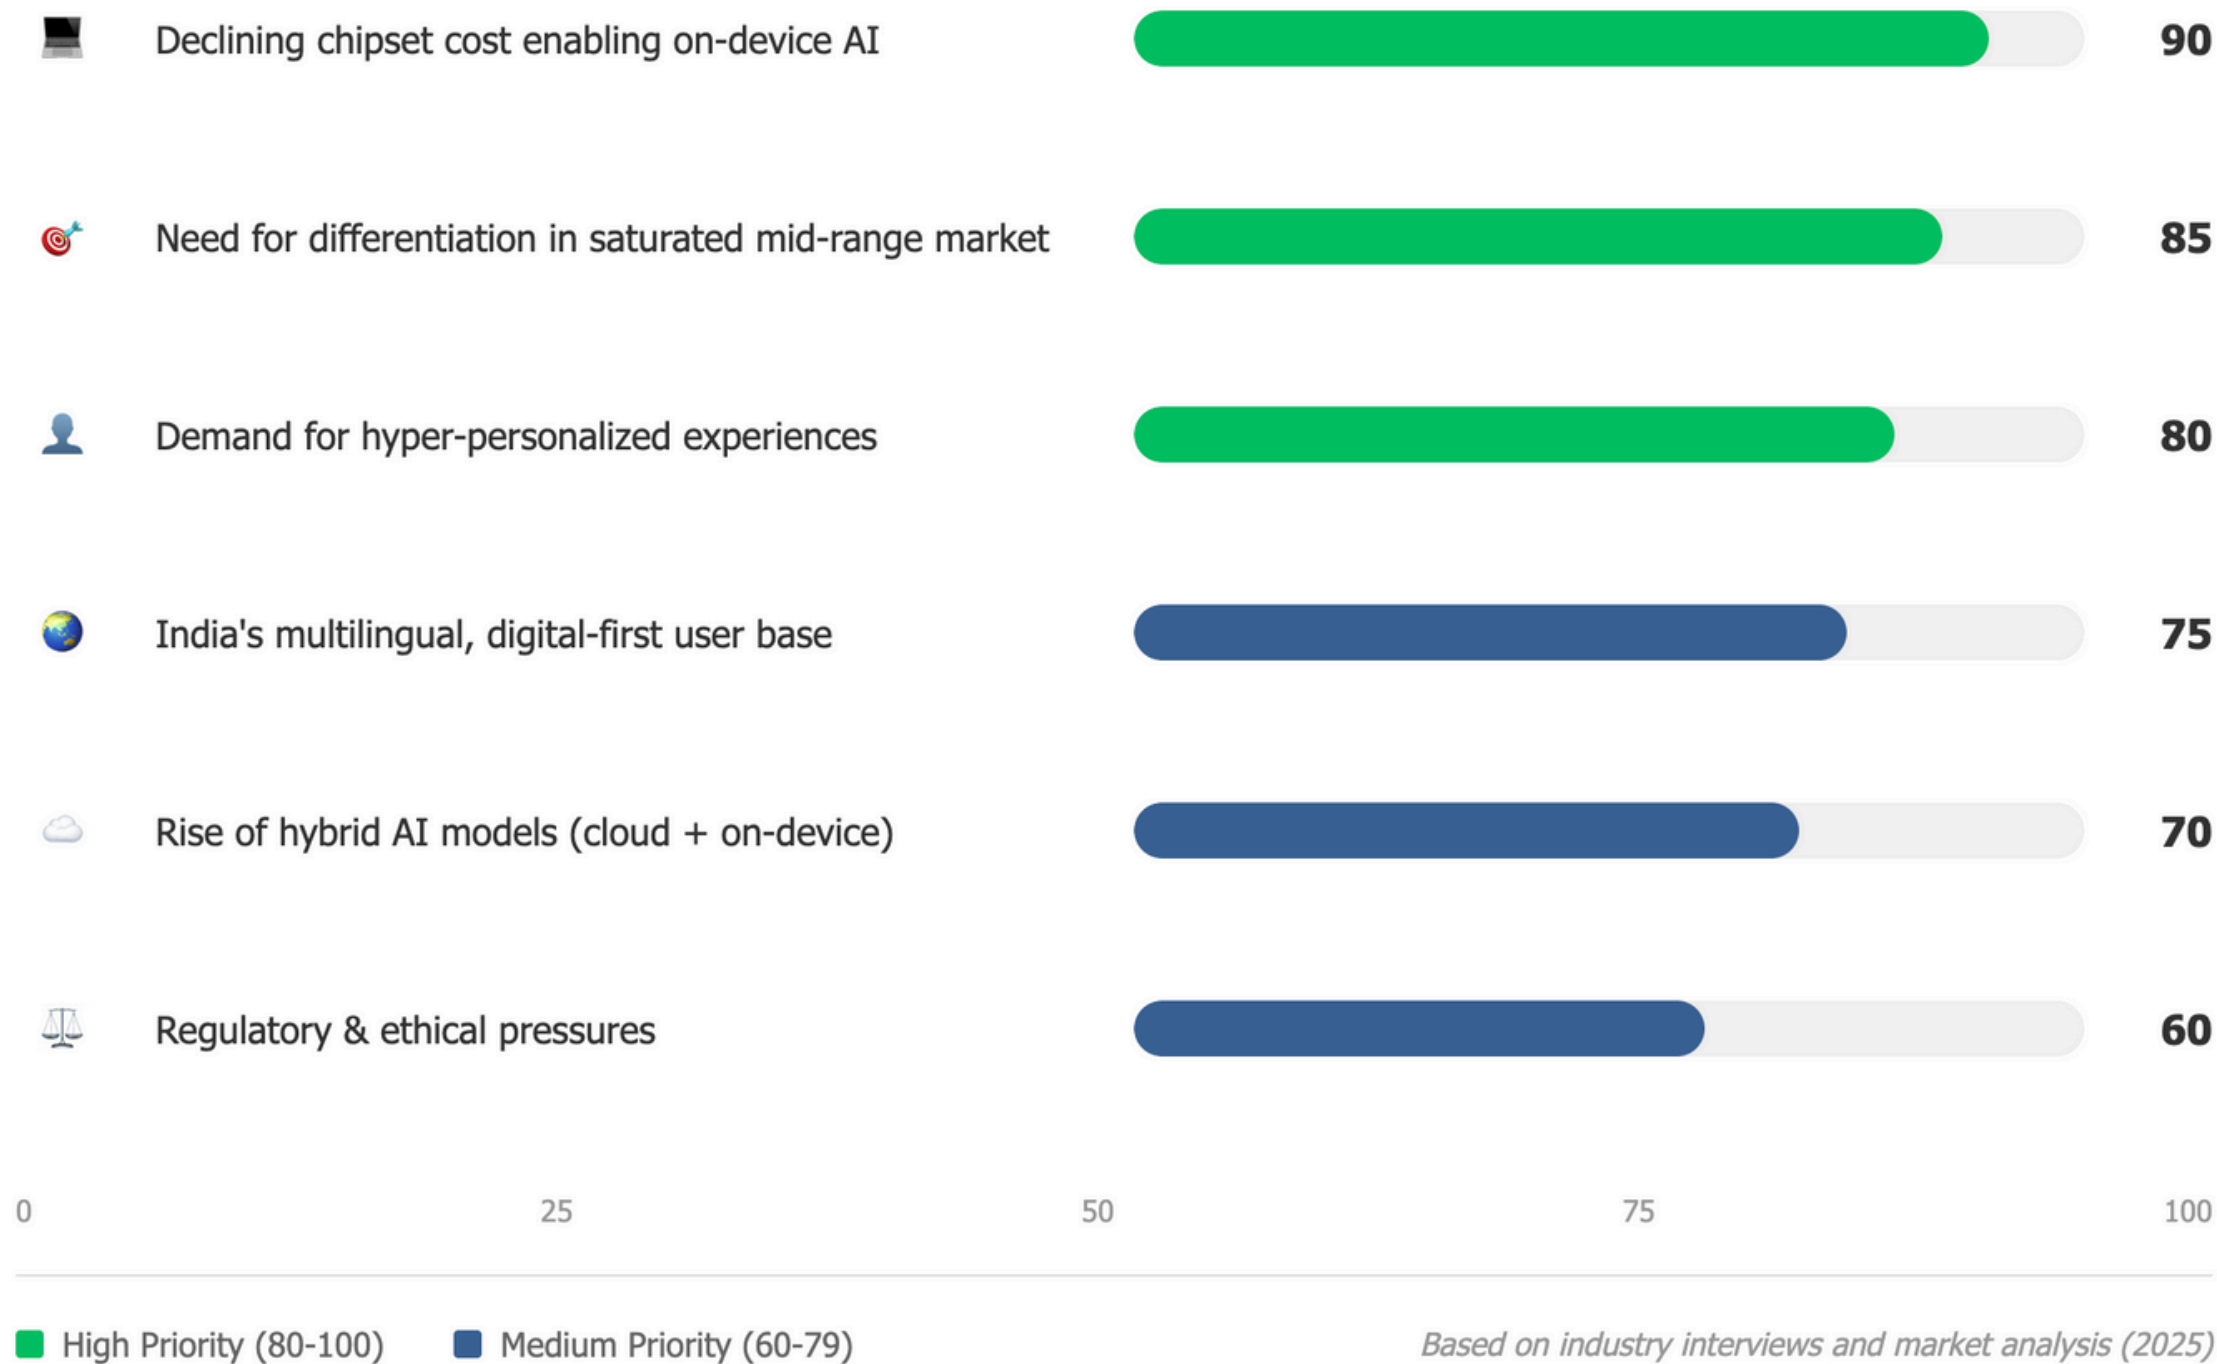 Declining chipset cost enabling on-device AI 90
Need for differentiation in saturated mid-range market 85
Demand for hyper-personalized experiences 80
India's multilingual, digital-first user base 75
Rise of hybrid AI models (cloud + on-device) 70
Regulatory & ethical pressures 60
0 25 50 75 100
High Priority (80-100) Medium Priority (60-79) Based on industry interviews and market analysis (2025)